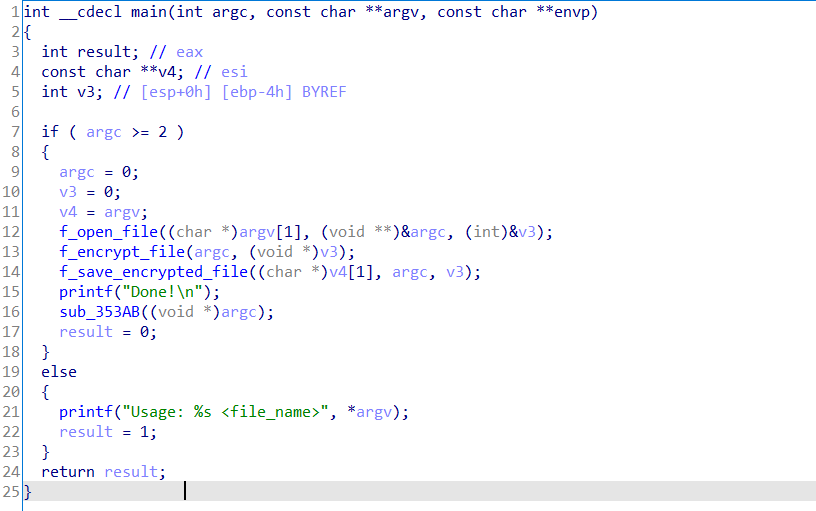 1 int __cdecl main(int argc, const char **argv, const char **envp)
2 {
3   int result; // eax
4   const char **v4; // esi
5   int v3; // [esp+0h] [ebp-4h] BYREF
6
7   if ( argc >= 2 )
8   {
9     argc = 0;
10     v3 = 0;
11     v4 = argv;
12     f_open_file((char *)argv[1], (void **)&argc, (int)&v3);
13     f_encrypt_file(argc, (void *)v3);
14     f_save_encrypted_file((char *)v4[1], argc, v3);
15     printf("Done!\n");
16     sub_353AB((void *)argc);
17     result = 0;
18   }
19   else
20   {
21     printf("Usage: %s <file_name>", *argv);
22     result = 1;
23   }
24   return result;
25 }